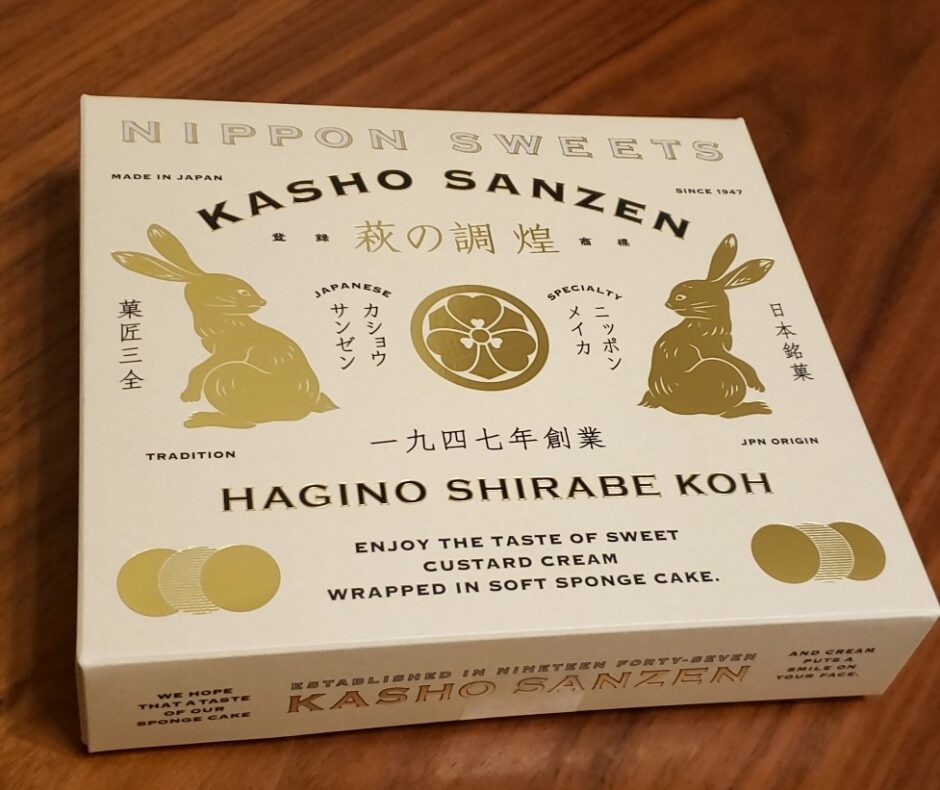 NIPPON SWEETS
MADE IN JAPAN
SINCE 1947
KASHO SANZEN
登録 萩の調 煌 商標
菓匠三全
JAPANESE
カショウ
サンゼン
SPECIALTY
ニッポン
メイカ
日本銘菓
一九四七年創業
TRADITION
JPN ORIGIN
HAGINO SHIRABE KOH
ENJOY THE TASTE OF SWEET
CUSTARD CREAM
WRAPPED IN SOFT SPONGE CAKE.
WE HOPE
THAT A TASTE
OF OUR
SPONGE CAKE
ESTABLISHED IN NINETEEN FORTY-SEVEN
KASHO SANZEN
AND CREAM
PUTS A
SMILE ON
YOUR FACE.